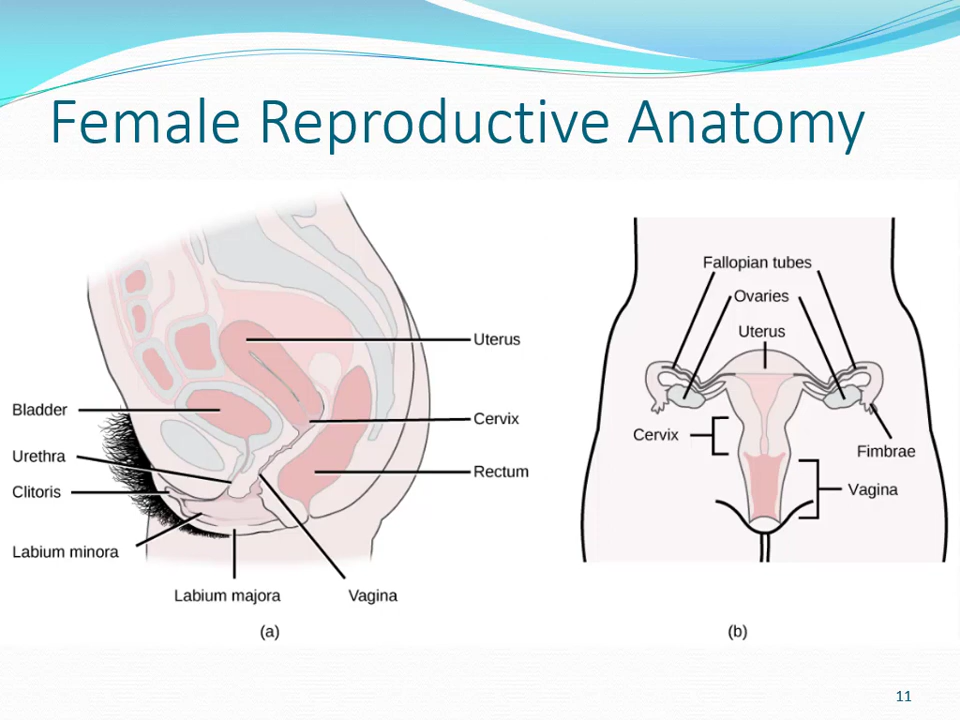 Female Reproductive Anatomy
Uterus
Bladder
Cervix
Urethra
Rectum
Clitoris
Labium minora
Labium majora
Vagina
(a)
Fallopian tubes
Ovaries
Uterus
Cervix
Fimbrae
Vagina
(b)
11